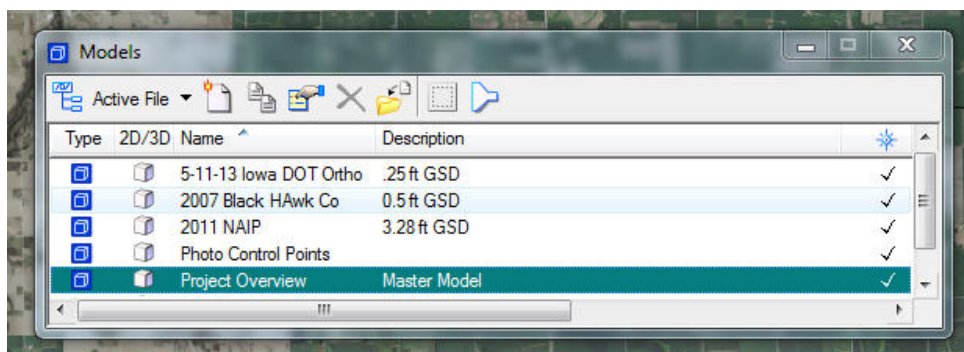 Models
Active File
Type 2D/3D Name Description
5-11-13 Iowa DOT Ortho .25 ft GSD
2007 Black HAwk Co 0.5 ft GSD
2011 NAIP 3.28 ft GSD
Photo Control Points
Project Overview Master Model